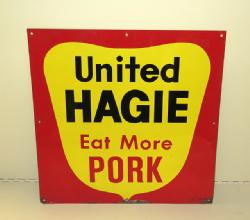 United
HAGIE
Eat More
PORK